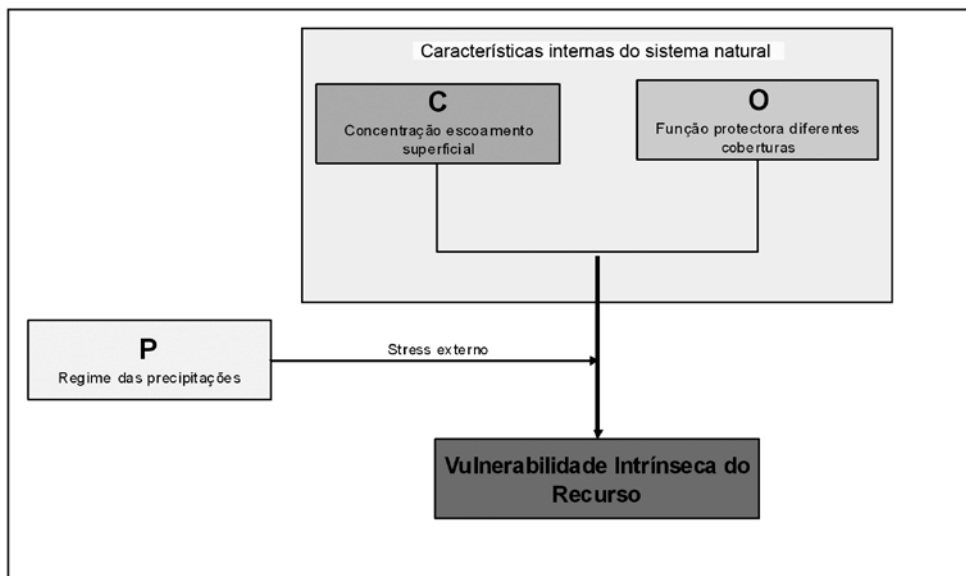 Características internas do sistema natural
C
Concentração escoamento
superficial
O
Função protectora diferentes
coberturas
P
Regime das precipitações
Stress externo
Vulnerabilidade Intrínseca do
Recurso